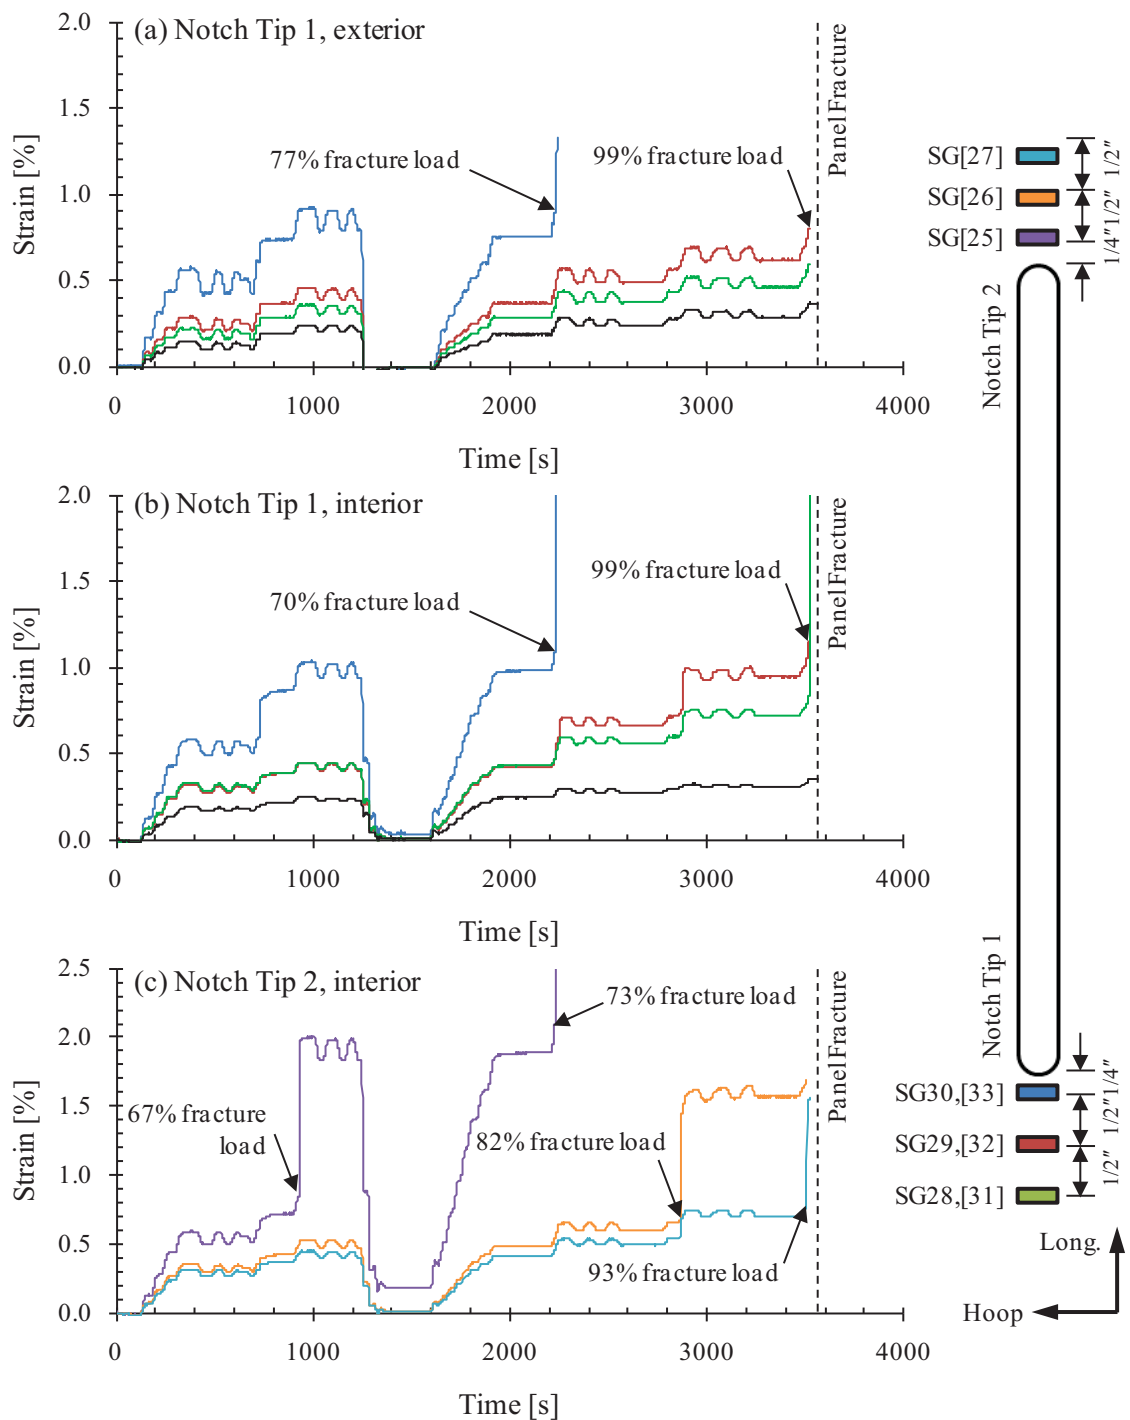 (a) Notch Tip 1, exterior
2.0
1.5
1.0
0.5
0.0
Strain [%]
77% fracture load
99% fracture load
Panel Fracture
0 1000 2000 3000 4000
Time [s]
(b) Notch Tip 1, interior
2.0
1.5
1.0
0.5
0.0
Strain [%]
70% fracture load
99% fracture load
Panel Fracture
0 1000 2000 3000 4000
Time [s]
(c) Notch Tip 2, interior
2.5
2.0
1.5
1.0
0.5
0.0
Strain [%]
67% fracture
load
73% fracture load
82% fracture load
93% fracture load
Panel Fracture
0 1000 2000 3000 4000
Time [s]
SG[27]
SG[26]
SG[25]
1/2"
1/2"
1/4"
Notch Tip 2
Notch Tip 1
SG30,[33]
SG29,[32]
SG28,[31]
1/4"
1/2"
1/2"
Long.
Hoop